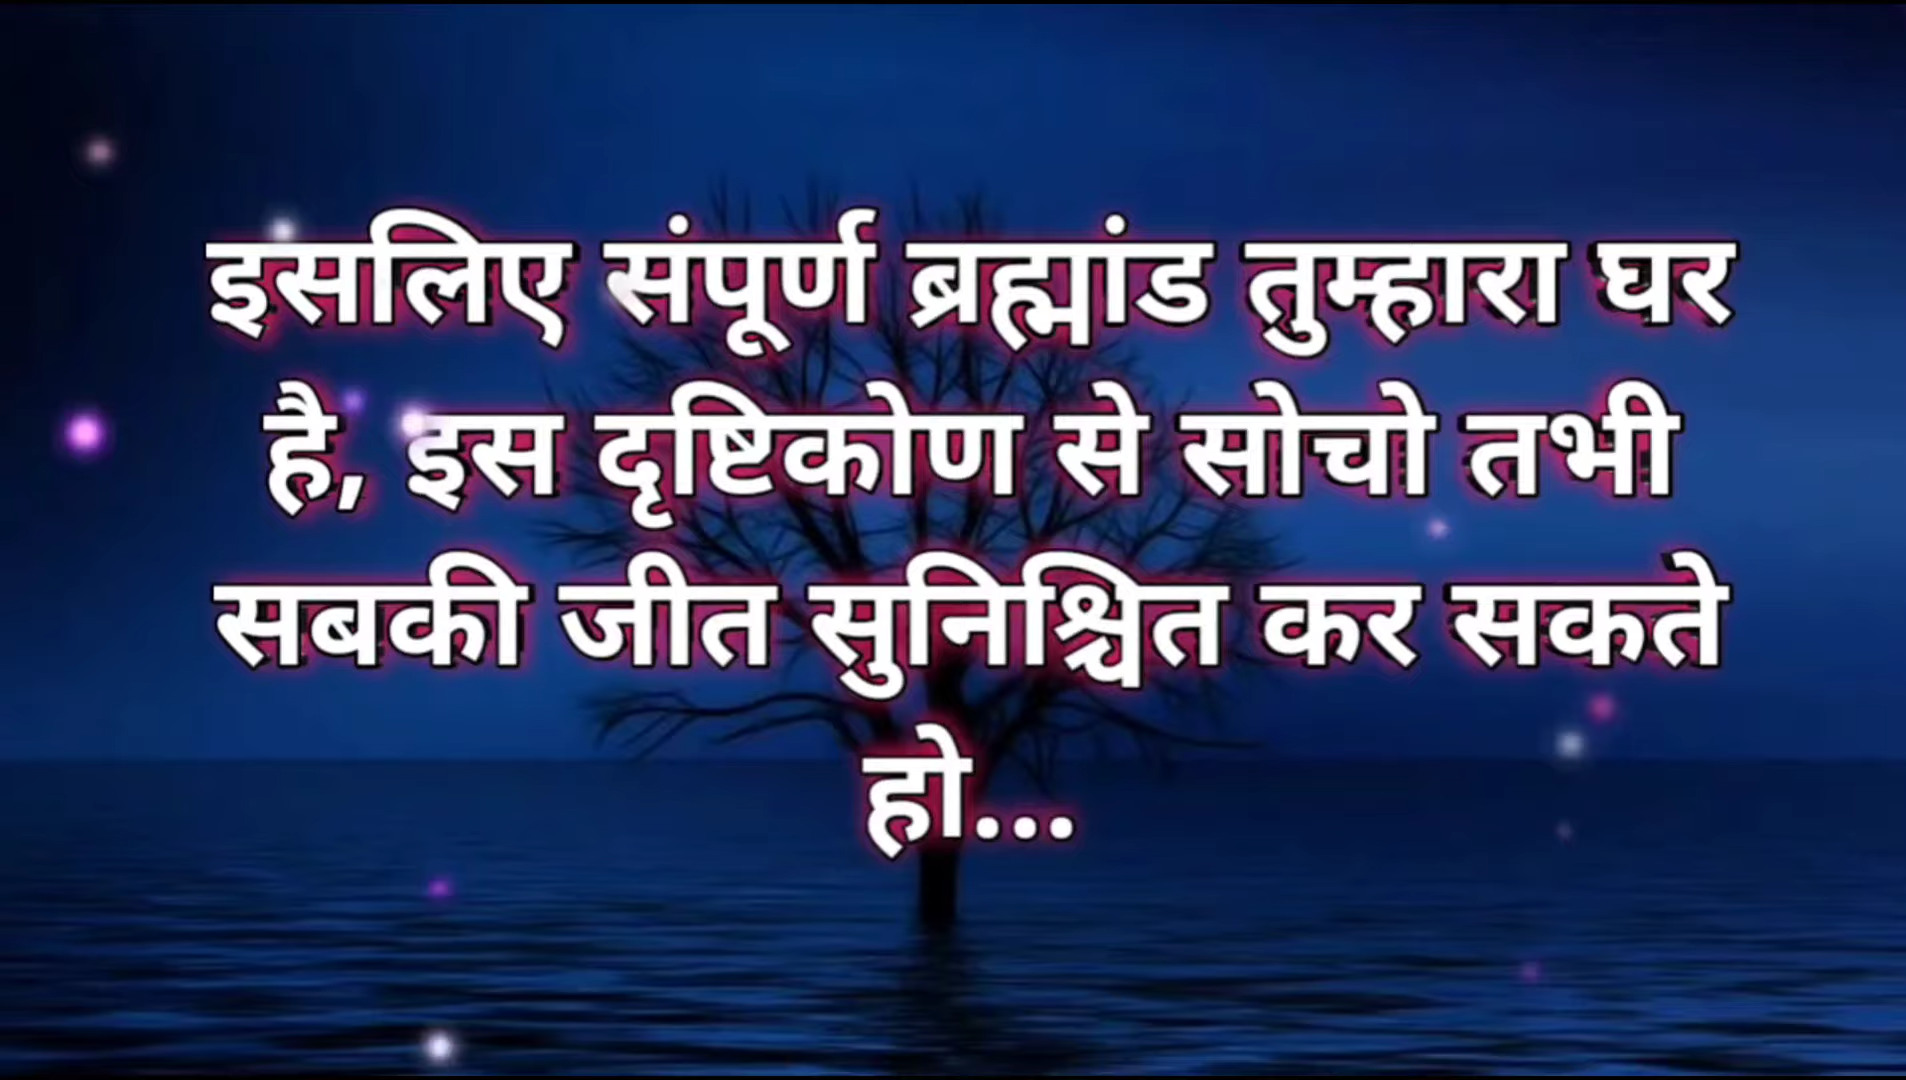 इसलिए संपूर्ण ब्रह्मांड तुम्हारा घर
है, इस दृष्टिकोण से सोचो तभी
सबकी जीत सुनिश्चित कर सकते
हो...